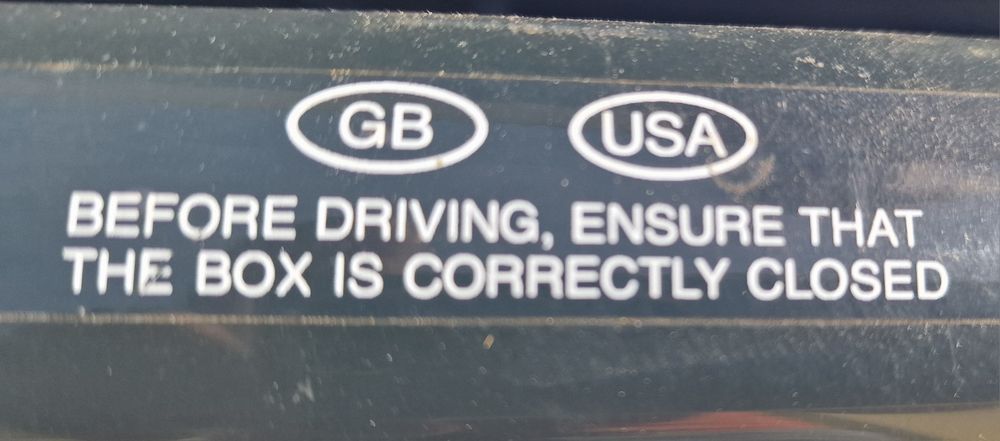 GB USA
BEFORE DRIVING, ENSURE THAT
THE BOX IS CORRECTLY CLOSED